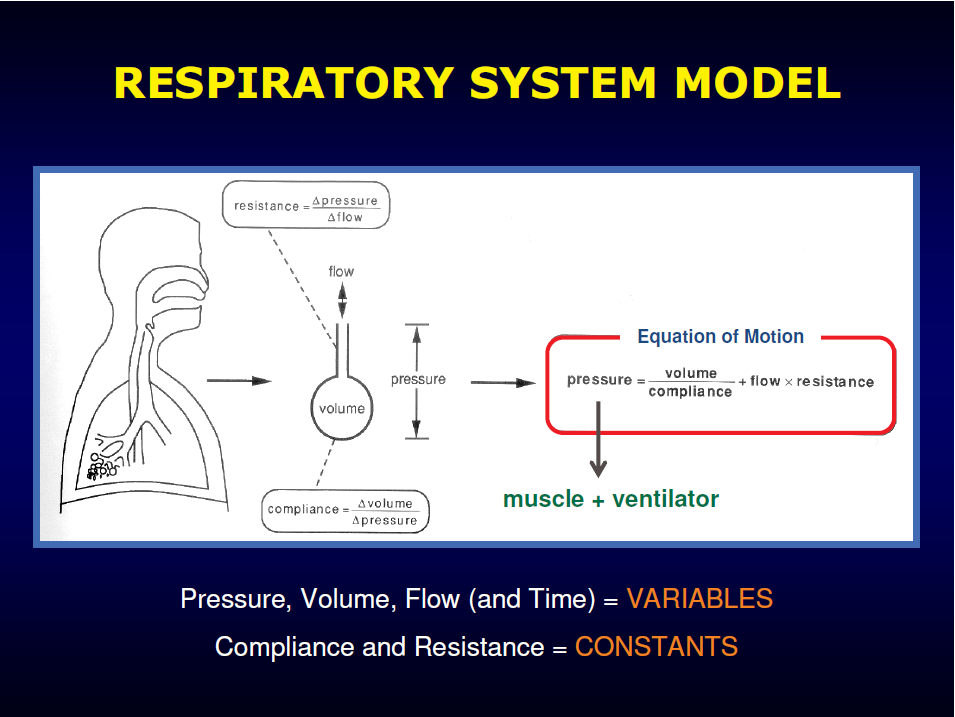 RESPIRATORY SYSTEM MODEL
resistance = Δpressure / Δflow
flow
pressure
volume
compliance = Δvolume / Δpressure
Equation of Motion
pressure = volume / compliance + flow × resistance
muscle + ventilator
Pressure, Volume, Flow (and Time) = VARIABLES
Compliance and Resistance = CONSTANTS